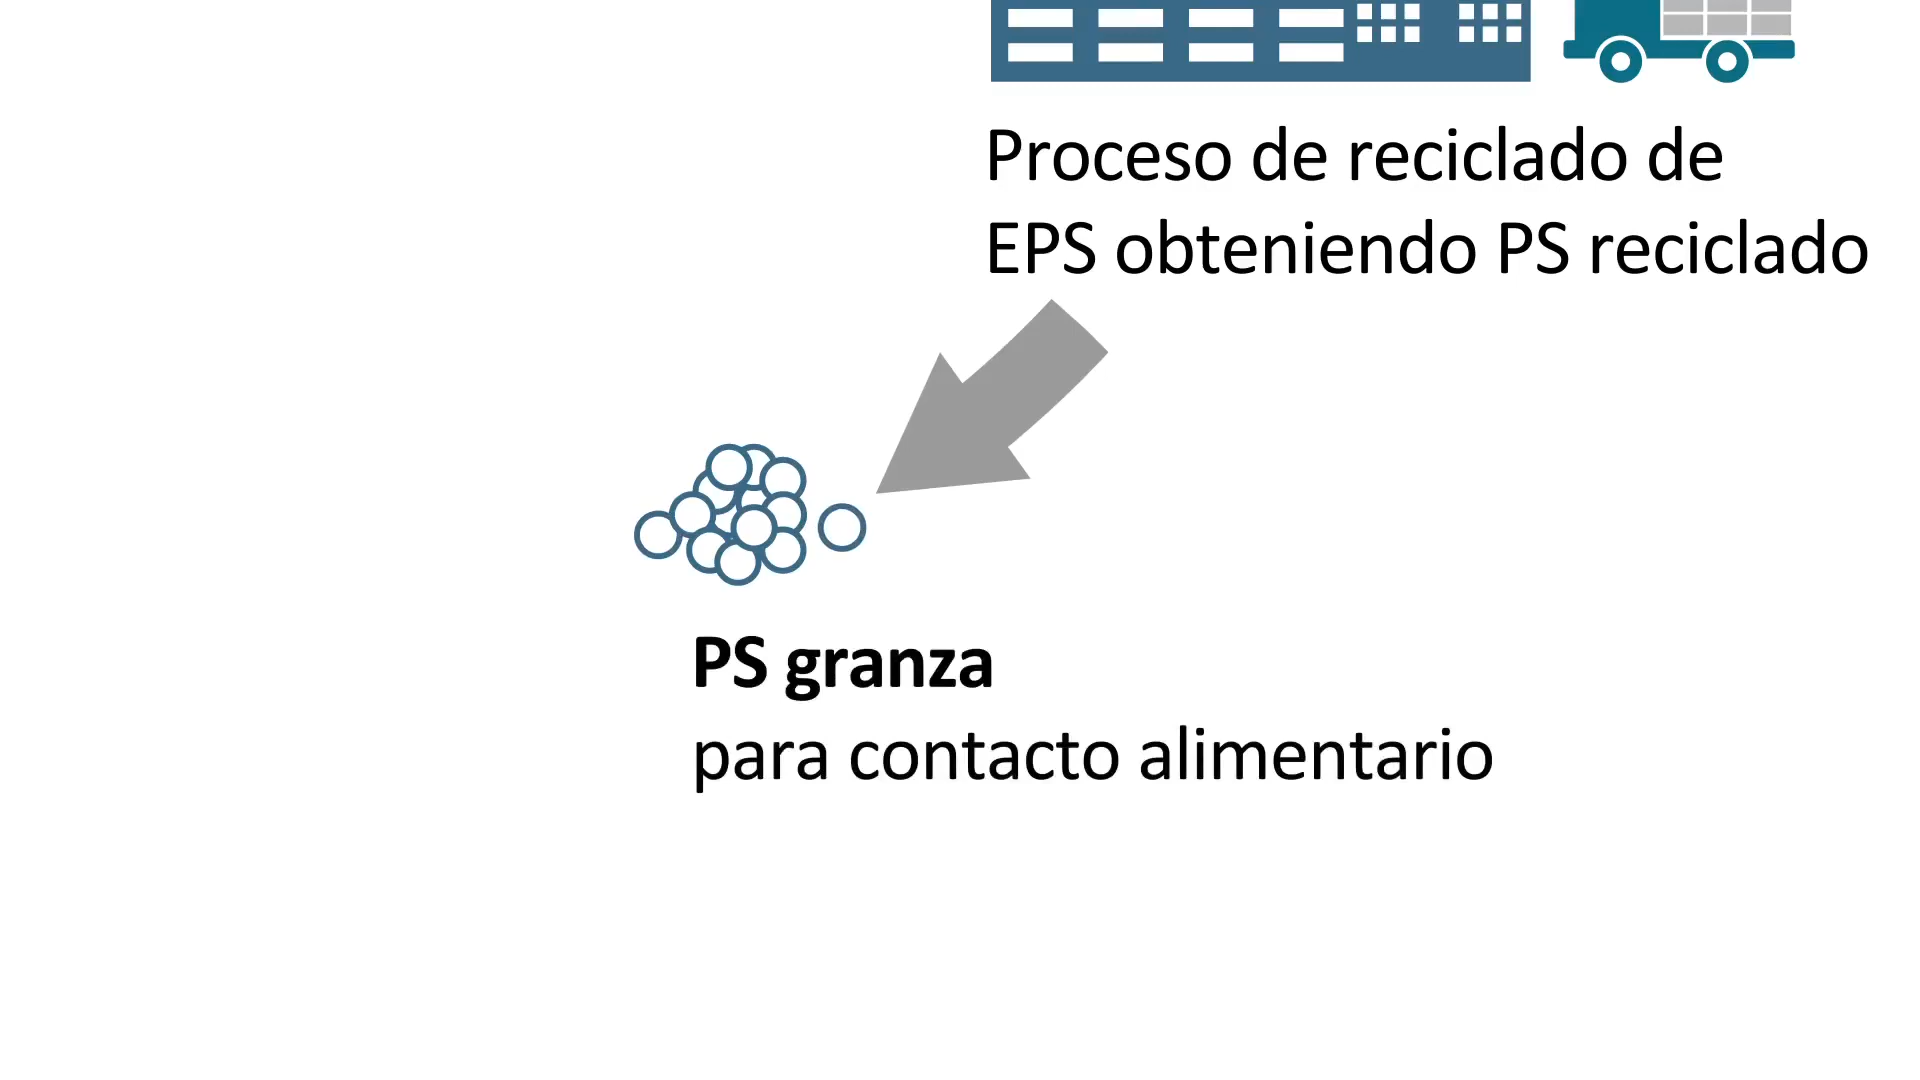 Proceso de reciclado de
EPS obteniendo PS reciclado
PS granza
para contacto alimentario